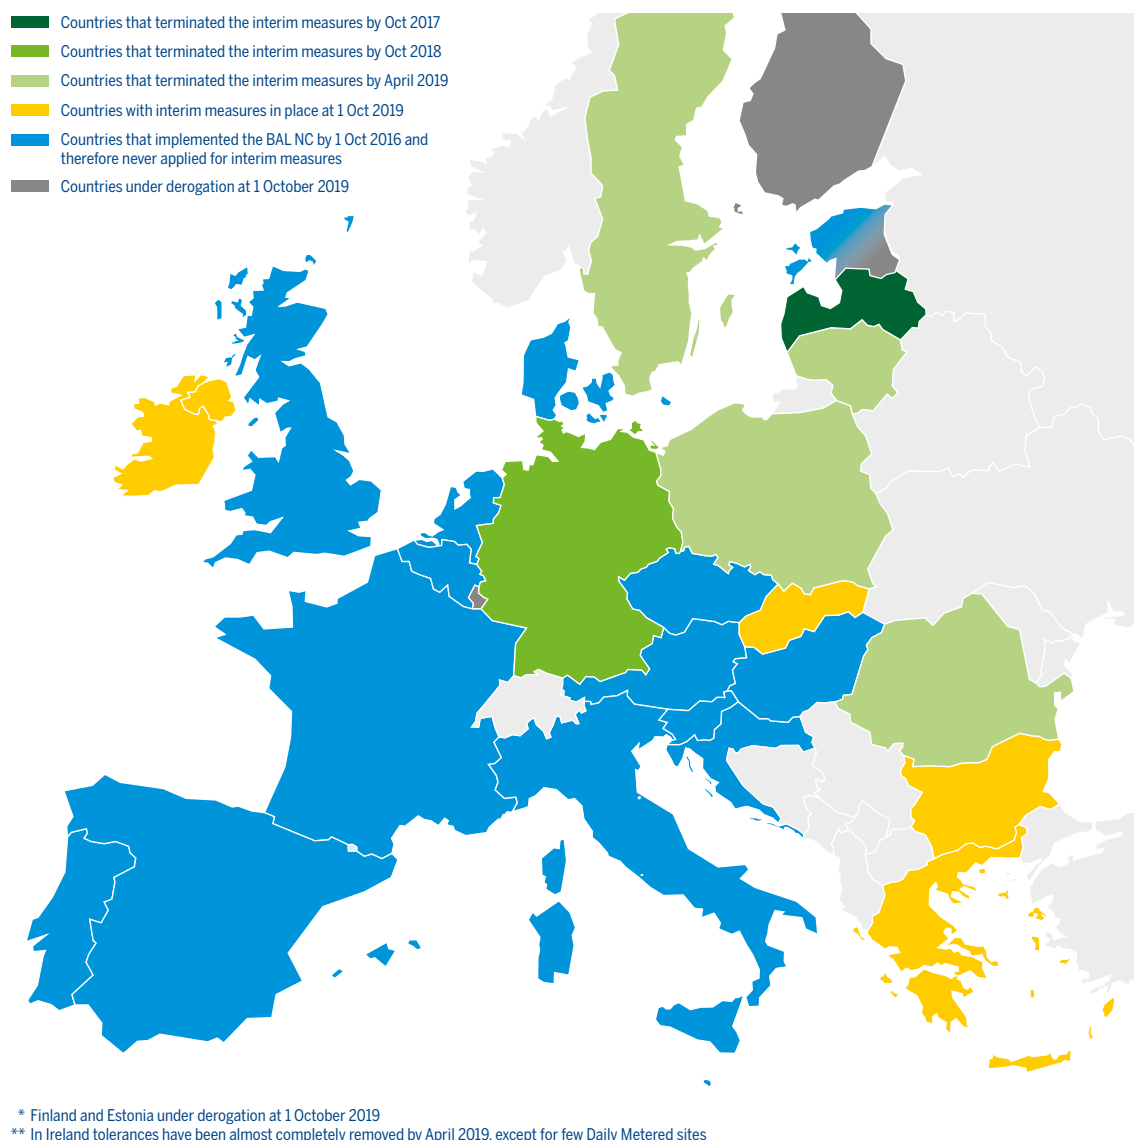 Countries that terminated the interim measures by Oct 2017
Countries that terminated the interim measures by Oct 2018
Countries that terminated the interim measures by April 2019
Countries with interim measures in place at 1 Oct 2019
Countries that implemented the BAL NC by 1 Oct 2016 and
therefore never applied for interim measures
Countries under derogation at 1 October 2019
* Finland and Estonia under derogation at 1 October 2019
** In Ireland tolerances have been almost completely removed by April 2019, except for few Daily Metered sites